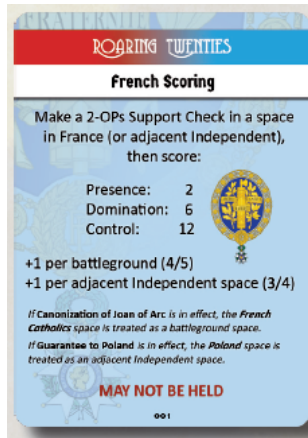 FRATERNITE
ROARING TWENTIES
French Scoring
Make a 2-OPs Support Check in a space
in France (or adjacent Independent),
then score:
Presence: 2
Domination: 6
Control: 12
+1 per battleground (4/5)
+1 per adjacent Independent space (3/4)
If Canonization of Joan of Arc is in effect, the French
Catholics space is treated as a battleground space.
If Guarantee to Poland is in effect, the Poland space is
treated as an adjacent Independent space.
MAY NOT BE HELD
001